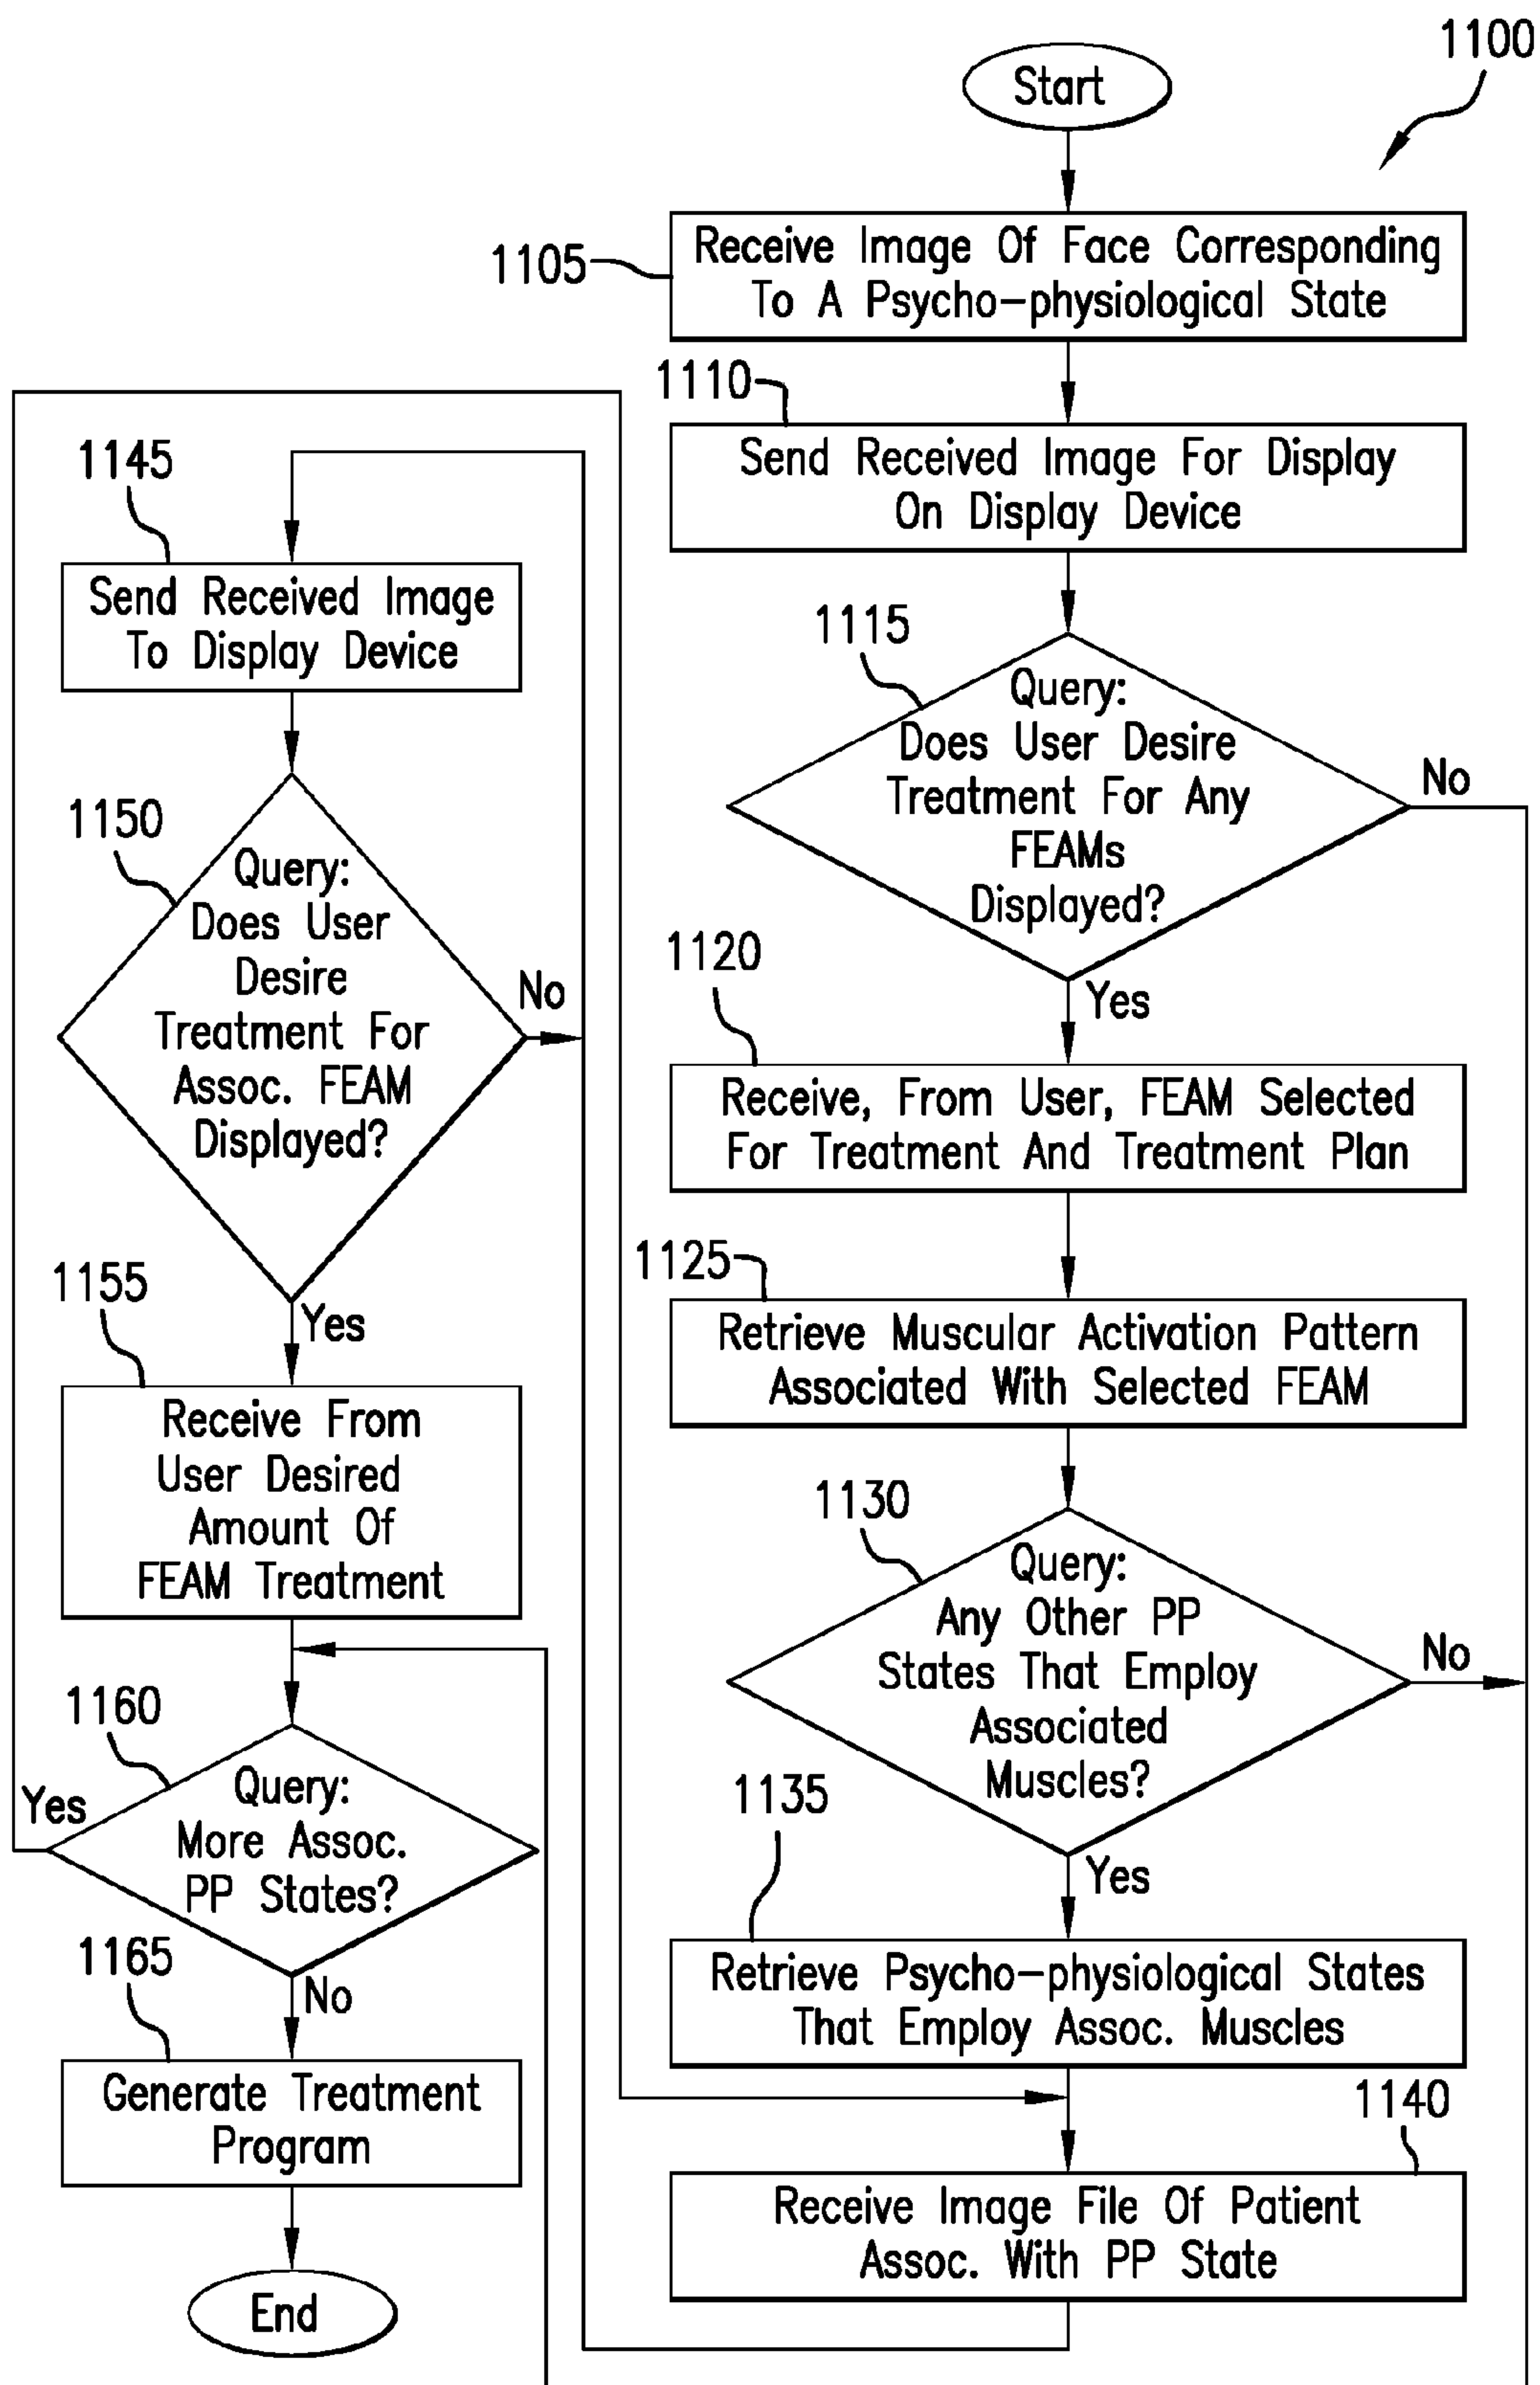 1100
Start
1105
Receive Image Of Face Corresponding
To A Psycho-physiological State
1110
Send Received Image For Display
On Display Device
1115
Query:
Does User Desire
Treatment For Any
FEAMs
Displayed?
No
Yes
1120
Receive, From User, FEAM Selected
For Treatment And Treatment Plan
1125
Retrieve Muscular Activation Pattern
Associated With Selected FEAM
1130
Query:
Any Other PP
States That Employ
Associated
Muscles?
No
Yes
1135
Retrieve Psycho-physiological States
That Employ Assoc. Muscles
1140
Receive Image File Of Patient
Assoc. With PP State
1145
Send Received Image
To Display Device
1150
Query:
Does User
Desire
Treatment For
Assoc. FEAM
Displayed?
No
Yes
1155
Receive From
User Desired
Amount Of
FEAM Treatment
1160
Query:
More Assoc.
PP States?
Yes
No
1165
Generate Treatment
Program
End